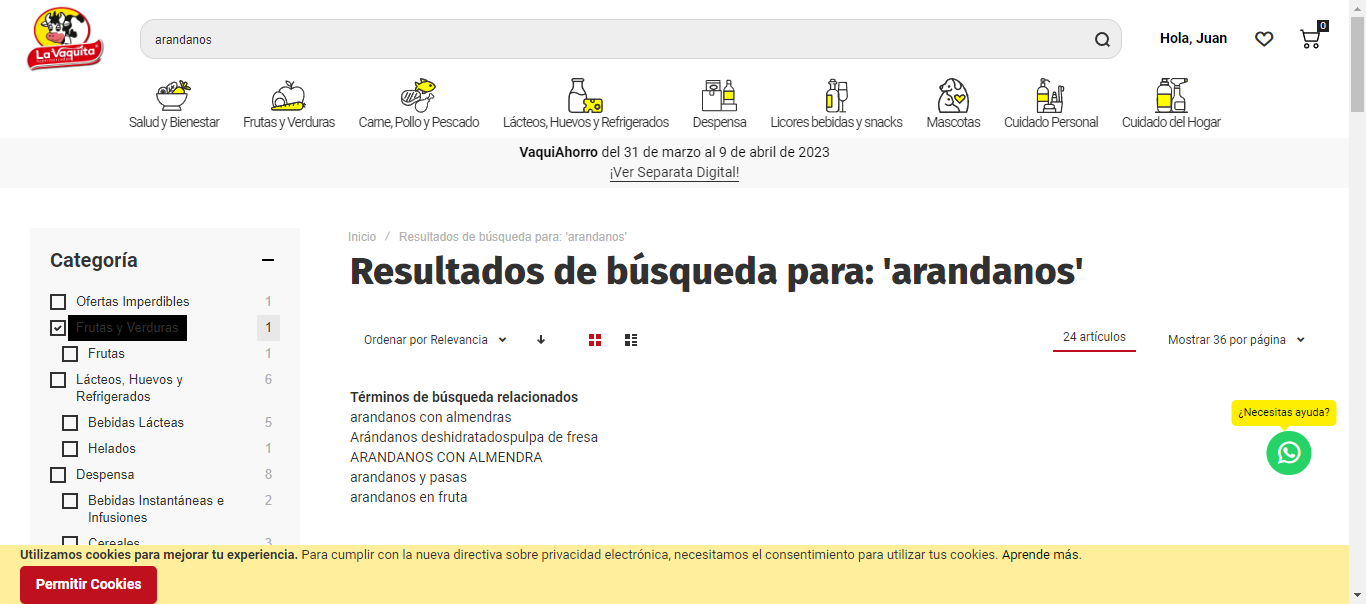 La Vaquita
arandanos
Hola, Juan
0
Salud y Bienestar
Frutas y Verduras
Carne, Pollo y Pescado
Lácteos, Huevos y Refrigerados
Despensa
Licores bebidas y snacks
Mascotas
Cuidado Personal
Cuidado del Hogar
VaquiAhorro del 31 de marzo al 9 de abril de 2023
¡Ver Separata Digital!
Categoría
Ofertas Imperdibles 1
Frutas y Verduras 1
Frutas 1
Lácteos, Huevos y
Refrigerados 6
Bebidas Lácteas 5
Helados 1
Despensa 8
Bebidas Instantáneas e
Infusiones 2
Cereales 3
Inicio / Resultados de búsqueda para: 'arandanos'
Resultados de búsqueda para: 'arandanos'
Ordenar por Relevancia
24 artículos
Mostrar 36 por página
Términos de búsqueda relacionados
arandanos con almendras
Arándanos deshidratadospulpa de fresa
ARANDANOS CON ALMENDRA
arandanos y pasas
arandanos en fruta
¿Necesitas ayuda?
Utilizamos cookies para mejorar tu experiencia. Para cumplir con la nueva directiva sobre privacidad electrónica, necesitamos el consentimiento para utilizar tus cookies. Aprende más.
Permitir Cookies